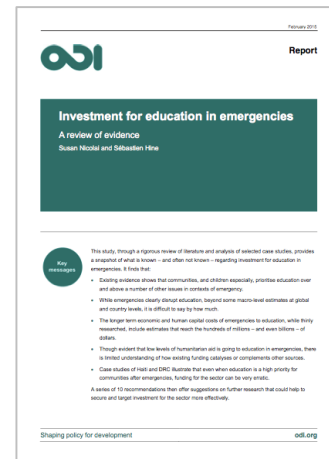 February 2015
ODI
Report
Investment for education in emergencies
A review of evidence
Susan Nicolai and Sébastien Hine
Key
messages
This study, through a rigorous review of literature and analysis of selected case studies, provides
a snapshot of what is known – and often not known – regarding investment for education in
emergencies. It finds that:
• Existing evidence shows that communities, and children especially, prioritise education over
and above a number of other issues in contexts of emergency.
• While emergencies clearly disrupt education, beyond some macro-level estimates at global
and country levels, it is difficult to say by how much.
• The longer term economic and human capital costs of emergencies to education, while thinly
researched, include estimates that reach the hundreds of millions – and even billions – of
dollars.
• Though evident that low levels of humanitarian aid is going to education in emergencies, there
is limited understanding of how existing funding catalyses or complements other sources.
• Case studies of Haiti and DRC illustrate that even when education is a high priority for
communities after emergencies, funding for the sector can be very erratic.
A series of 10 recommendations then offer suggestions on further research that could help to
secure and target investment for the sector more effectively.
Shaping policy for development
odi.org